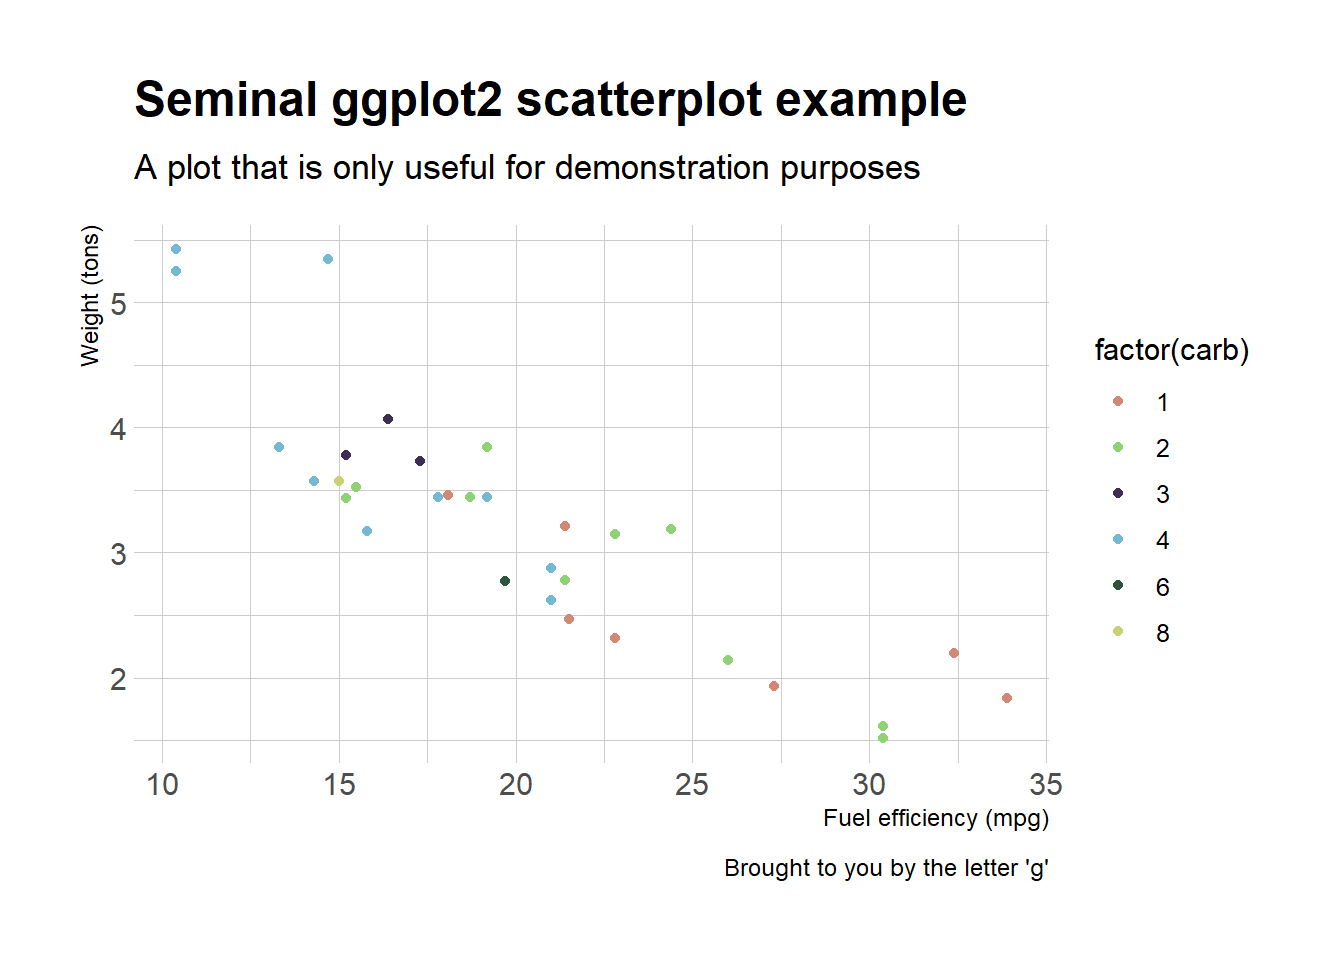 Seminal ggplot2 scatterplot example
A plot that is only useful for demonstration purposes
Weight (tons)
5
4
3
2
10 15 20 25 30 35
Fuel efficiency (mpg)
factor(carb)
1
2
3
4
6
8
Brought to you by the letter 'g'